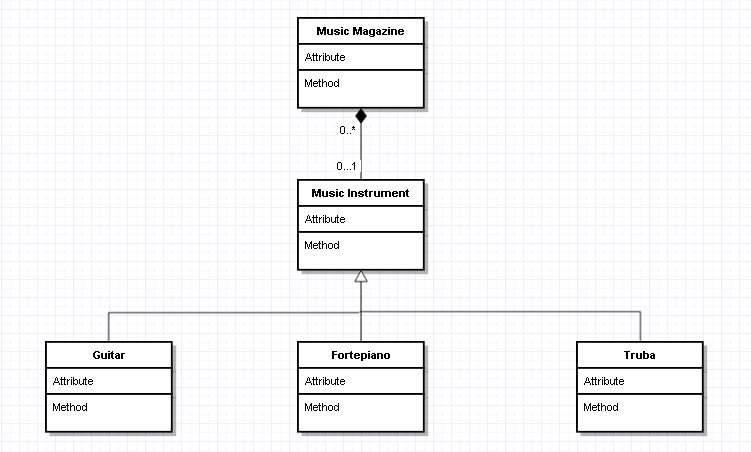 Music Magazine
Attribute
Method
0..*
0...1
Music Instrument
Attribute
Method
Guitar
Attribute
Method
Fortepiano
Attribute
Method
Truba
Attribute
Method